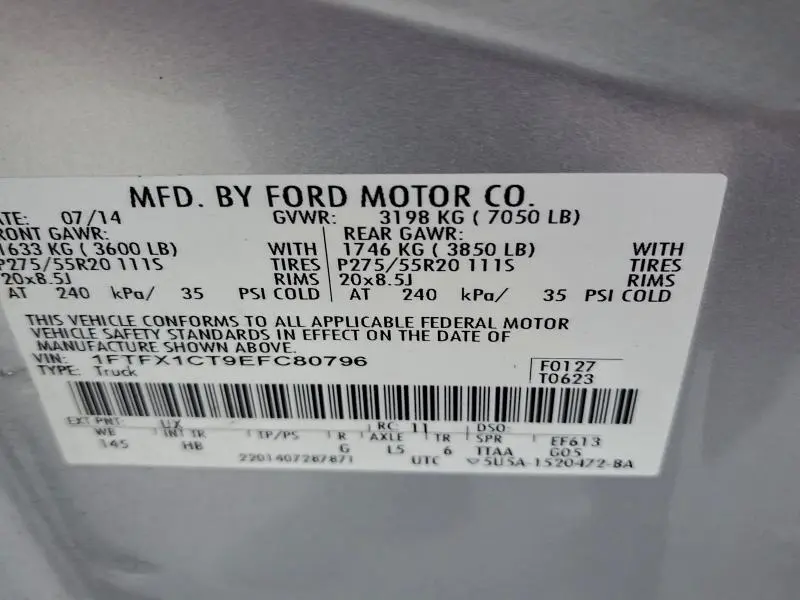 MFD. BY FORD MOTOR CO.
ATE: 07/14 GVWR: 3198 KG ( 7050 LB)
RONT GAWR: REAR GAWR:
1633 KG ( 3600 LB) WITH 1746 KG ( 3850 LB) WITH
P275/55R20 111S TIRES P275/55R20 111S TIRES
20x8.5J RIMS 20x8.5J RIMS
AT 240 kPa/ 35 PSI COLD AT 240 kPa/ 35 PSI COLD
THIS VEHICLE CONFORMS TO ALL APPLICABLE FEDERAL MOTOR
VEHICLE SAFETY STANDARDS IN EFFECT ON THE DATE OF
MANUFACTURE SHOWN ABOVE.
VIN: 1FTFX1CT9EFC80796 F0127
TYPE: Truck T0623
EXT PNT: UX RC: 11 DSO:
WB INT TR TP/PS R AXLE TR SPR EF613
145 HB G L5 6 TTAA G05
2201407287871 UTC 5U5A-1520472-BA